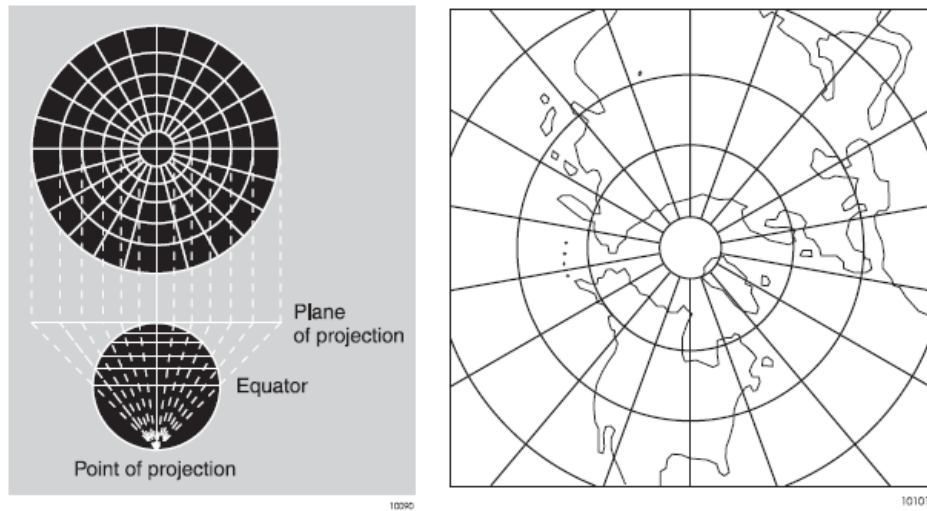 Plane
of projection
Equator
Point of projection
10090
10101